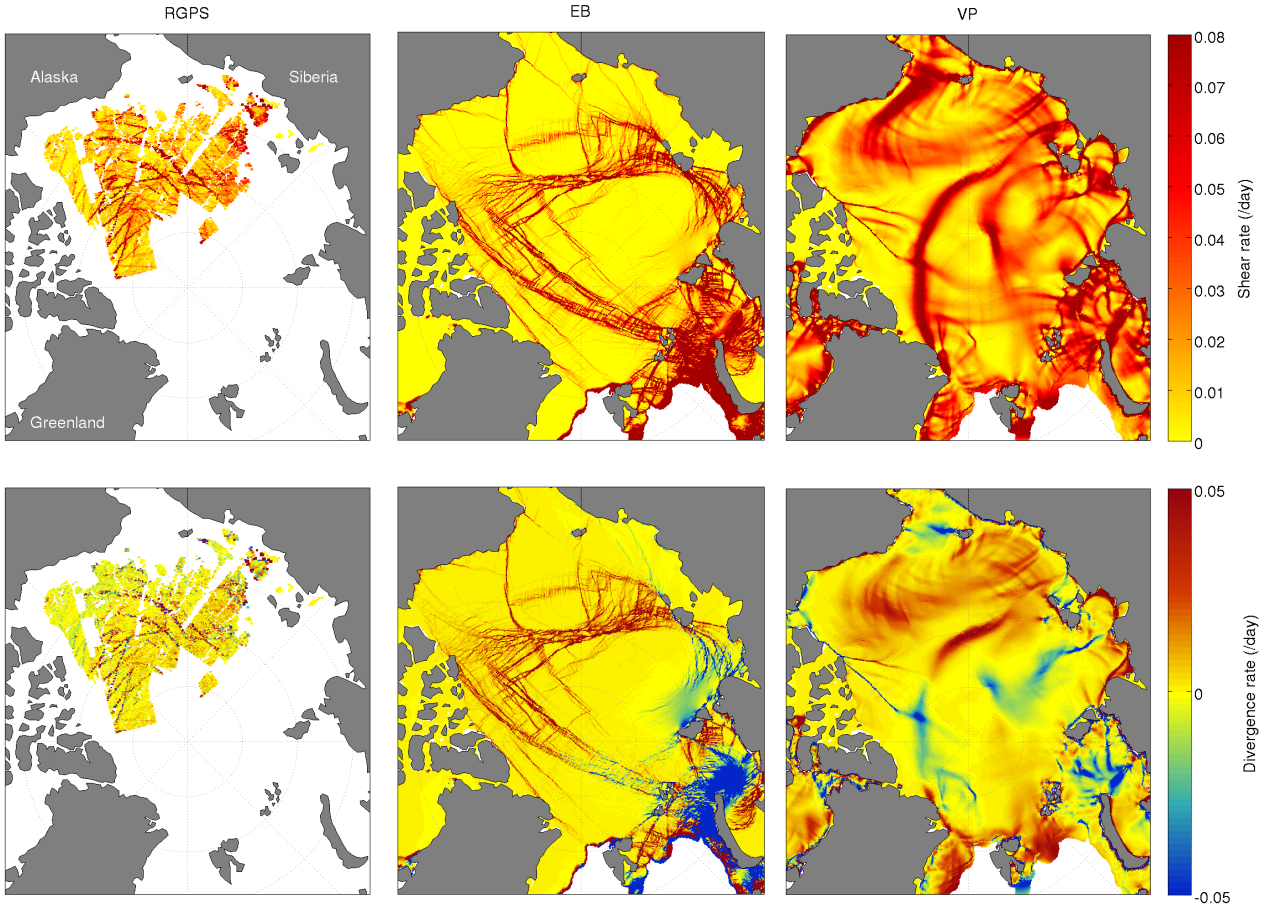 RGPS
EB
VP
Alaska
Siberia
Greenland
0.08
0.07
0.06
0.05
0.04
0.03
0.02
0.01
0
Shear rate (/day)
0.05
0
-0.05
Divergence rate (/day)